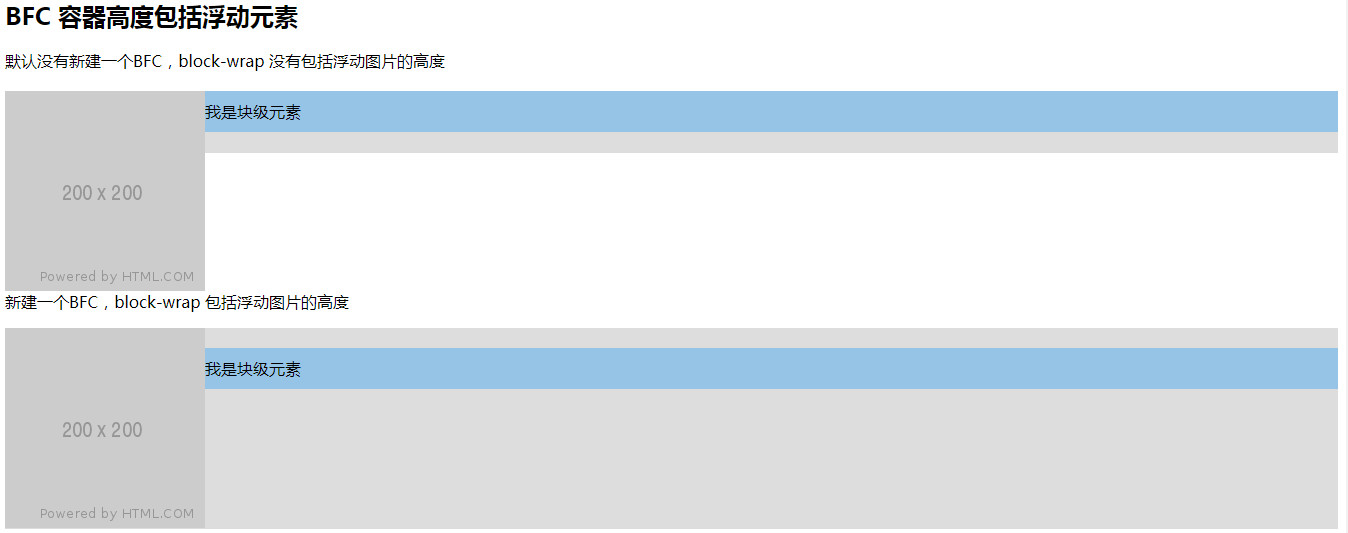 BFC 容器高度包括浮动元素
默认没有新建一个BFC，block-wrap 没有包括浮动图片的高度
我是块级元素
200 x 200
Powered by HTML.COM
新建一个BFC，block-wrap 包括浮动图片的高度
我是块级元素
200 x 200
Powered by HTML.COM